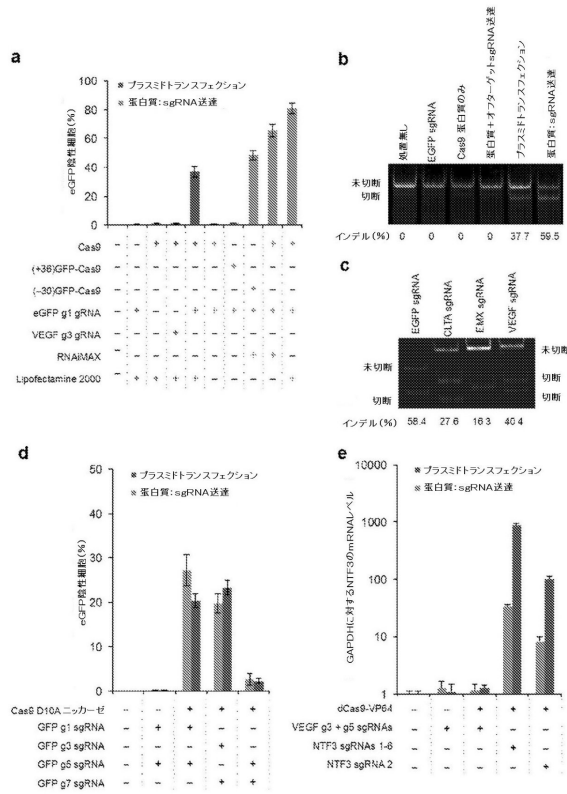 a
プラスミドトランスフェクション
蛋白質:sgRNA送達
eGFP陰性細胞(%)
100
80
60
40
20
0
Cas9 – – + + + – – + +
(+36)GFP-Cas9
(−30)GFP-Cas9
eGFP g1 gRNA
VEGF g3 gRNA
RNAiMAX
Lipofectamine 2000
b
処置無し
EGFP sgRNA
Cas9 蛋白質のみ
蛋白質+オフターゲットsgRNA送達
プラスミドトランスフェクション
蛋白質:sgRNA送達
未切断
切断
インデル(%) 0 0 0 0 37.7 59.5
c
EGFP sgRNA
CLTA sgRNA
EMX sgRNA
VEGF sgRNA
未切断
未切断
切断
切断
インデル(%) 58.4 27.6 16.3 40.4
d
プラスミドトランスフェクション
蛋白質:sgRNA送達
eGFP陰性細胞(%)
50
40
30
20
10
0
Cas9 D10A ニッカーゼ – – + + +
GFP g1 sgRNA – + + – –
GFP g3 sgRNA – – – + –
GFP g5 sgRNA – + + – +
GFP g7 sgRNA – – – + +
e
プラスミドトランスフェクション
蛋白質:sgRNA送達
GAPDHに対するNTF3のmRNAレベル
10000
1000
100
10
1
dCas9-VP64 – – + + +
VEGF g3 + g5 sgRNAs – + + – –
NTF3 sgRNAs 1-6 – – – + –
NTF3 sgRNA 2 – – – – +